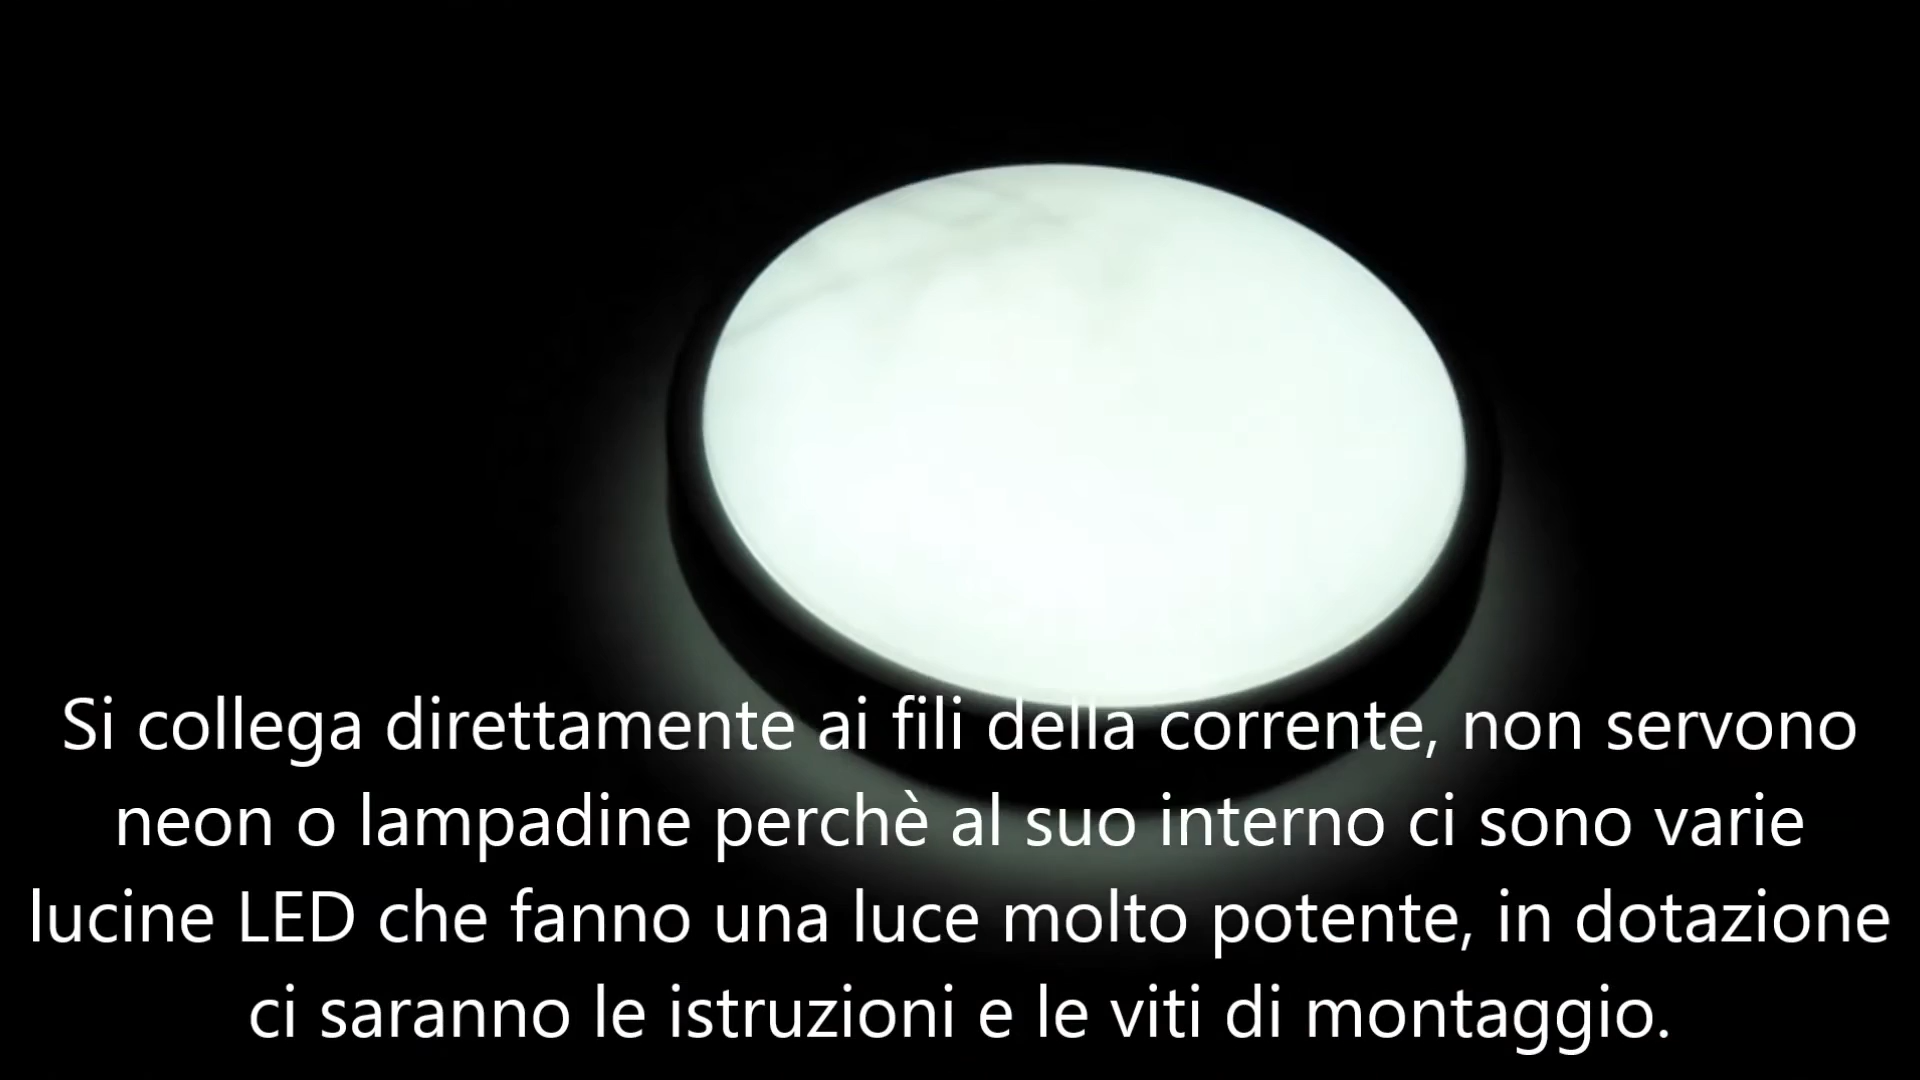 Si collega direttamente ai fili della corrente, non servono
neon o lampadine perchè al suo interno ci sono varie
lucine LED che fanno una luce molto potente, in dotazione
ci saranno le istruzioni e le viti di montaggio.